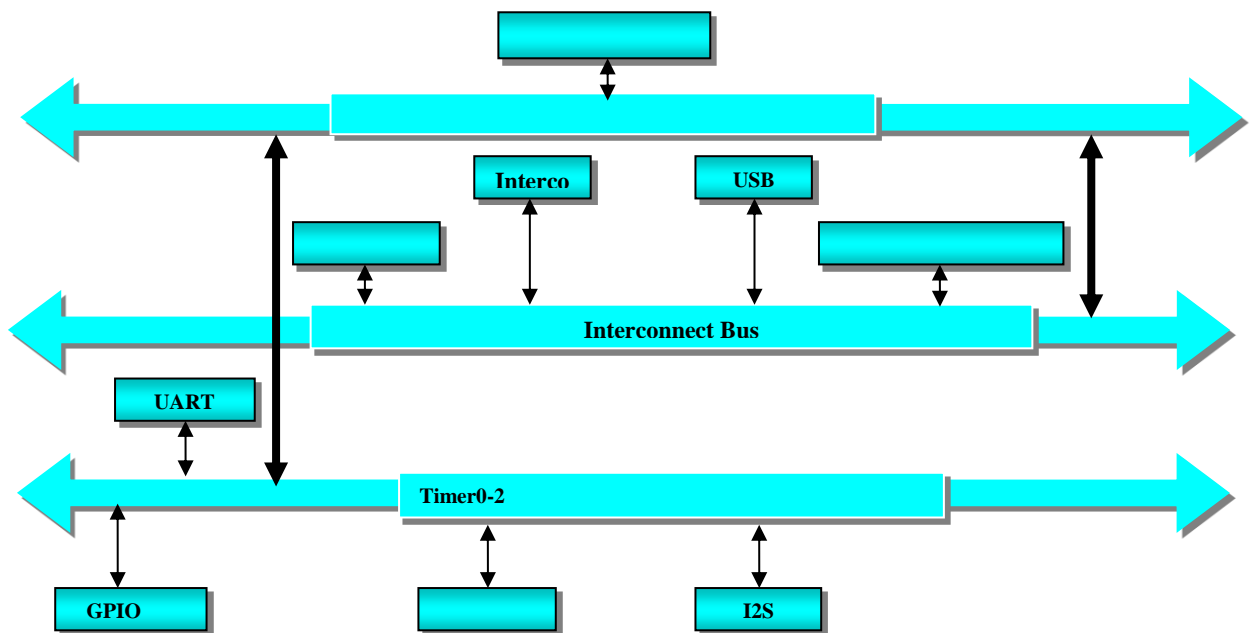 Interco
USB
Interconnect Bus
UART
Timer0-2
GPIO
I2S